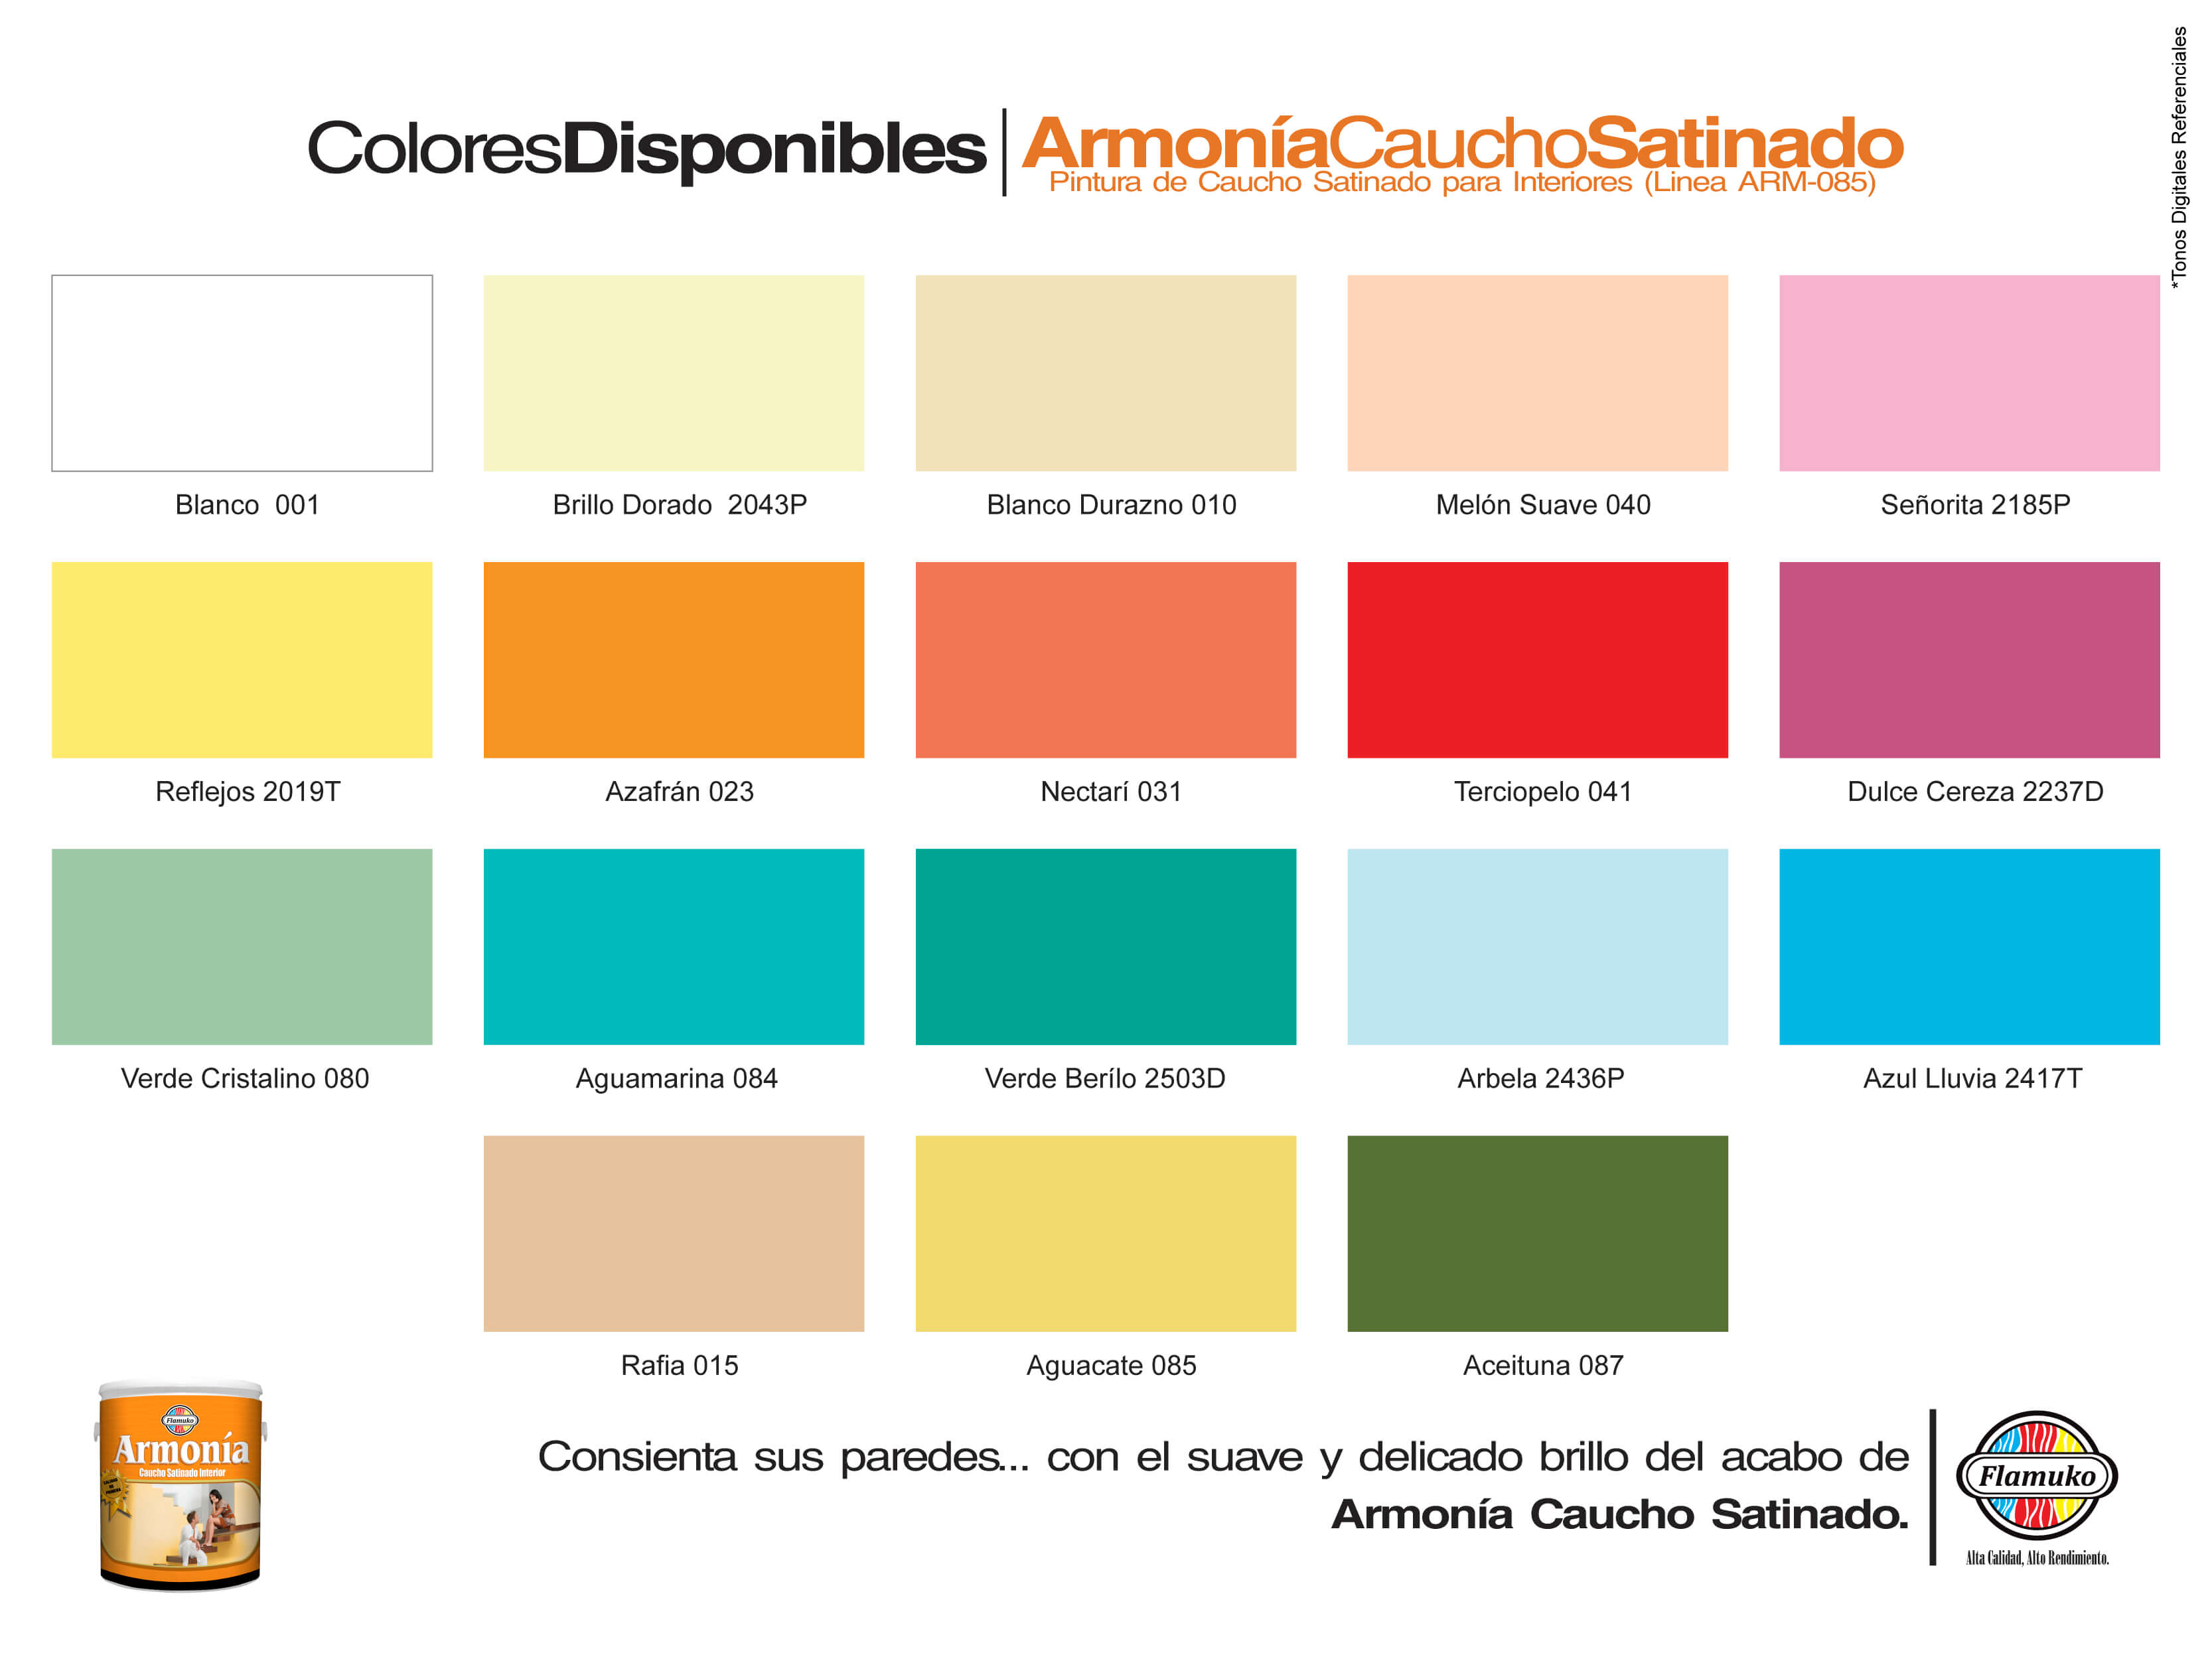 *Tonos Digitales Referenciales
ColoresDisponibles
ArmoníaCauchoSatinado
Pintura de Caucho Satinado para Interiores (Linea ARM-085)
Blanco 001
Brillo Dorado 2043P
Blanco Durazno 010
Melón Suave 040
Señorita 2185P
Reflejos 2019T
Azafrán 023
Nectarí 031
Terciopelo 041
Dulce Cereza 2237D
Verde Cristalino 080
Aguamarina 084
Verde Berílo 2503D
Arbela 2436P
Azul Lluvia 2417T
Rafia 015
Aguacate 085
Aceituna 087
Flamuko
Armonía
Caucho Satinado Interior
Consienta sus paredes... con el suave y delicado brillo del acabo de
Armonía Caucho Satinado.
Flamuko
Alta Calidad, Alto Rendimiento.